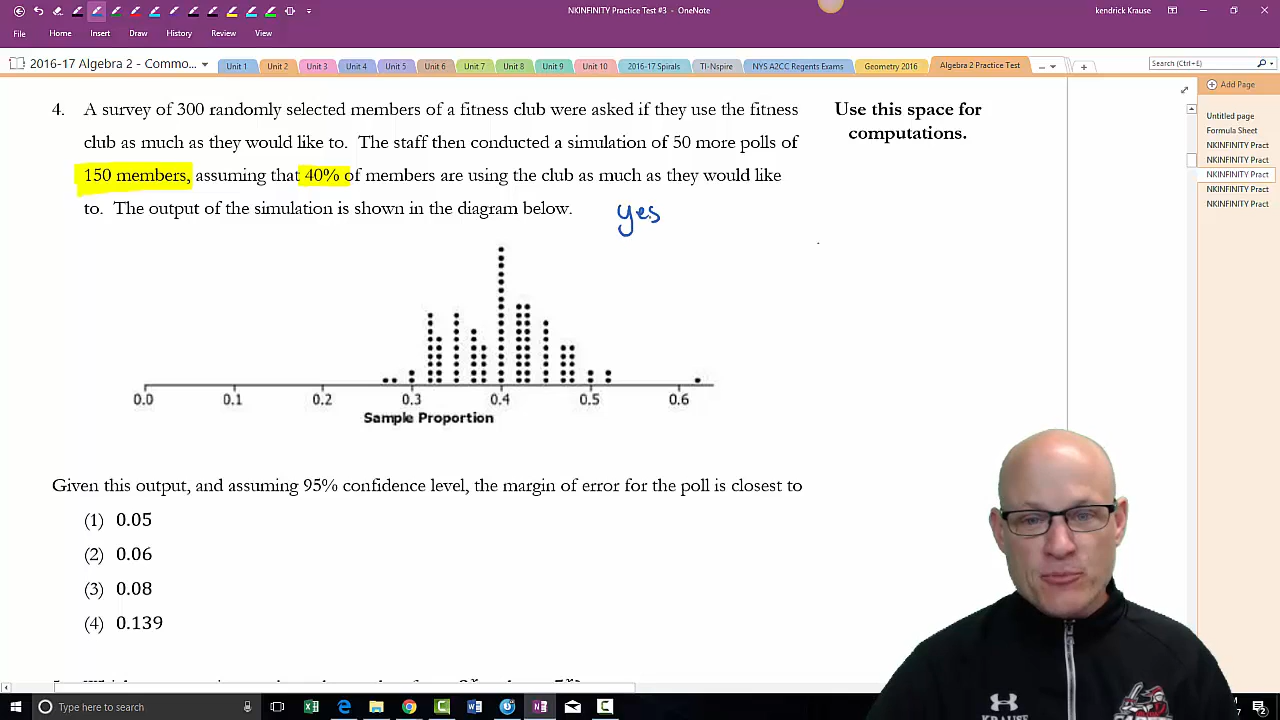 NKINFINITY Practice Test #3 — OneNote
kendrick Krause
File Home Insert Draw History Review View
2016-17 Algebra 2 - Commo... Unit 1 Unit 2 Unit 3 Unit 4 Unit 5 Unit 6 Unit 7 Unit 8 Unit 9 Unit 10 2016-17 Spirals TI-Nspire NYS A2CC Regents Exams Geometry 2016 Algebra 2 Practice Test
Search (Ctrl+E)
Add Page
Untitled page
Formula Sheet
NKINFINITY Pract
NKINFINITY Pract
NKINFINITY Pract
NKINFINITY Pract
NKINFINITY Pract
4. A survey of 300 randomly selected members of a fitness club were asked if they use the fitness
club as much as they would like to. The staff then conducted a simulation of 50 more polls of
150 members, assuming that 40% of members are using the club as much as they would like
to. The output of the simulation is shown in the diagram below.
yes
Use this space for
computations.
0.0 0.1 0.2 0.3 0.4 0.5 0.6
Sample Proportion
Given this output, and assuming 95% confidence level, the margin of error for the poll is closest to
(1) 0.05
(2) 0.06
(3) 0.08
(4) 0.139
KRAUSE
Type here to search